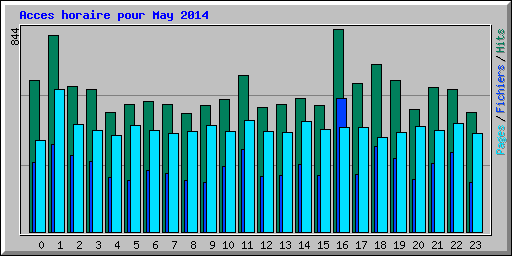 Acces horaire pour May 2014
844
Pages / Fichiers / Hits
0 1 2 3 4 5 6 7 8 9 10 11 12 13 14 15 16 17 18 19 20 21 22 23